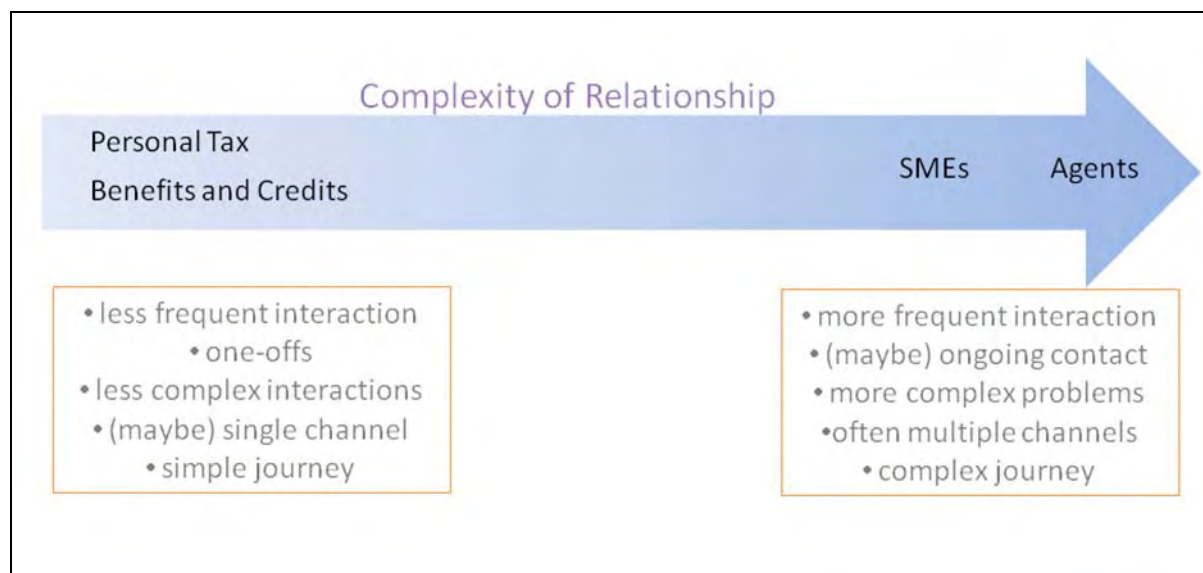 Complexity of Relationship
Personal Tax
Benefits and Credits
SMEs
Agents
• less frequent interaction
• one-offs
• less complex interactions
• (maybe) single channel
• simple journey
• more frequent interaction
• (maybe) ongoing contact
• more complex problems
•often multiple channels
• complex journey